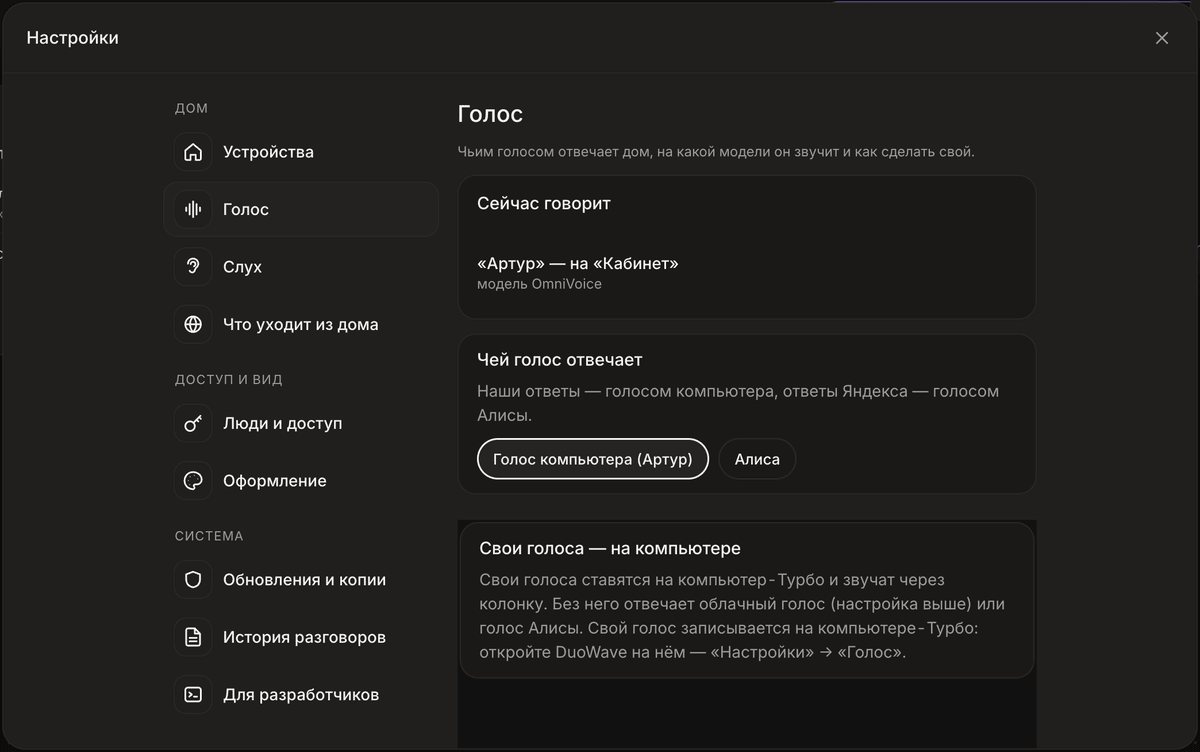 Настройки
ДОМ
Устройства
Голос
Слух
Что уходит из дома
ДОСТУП И ВИД
Люди и доступ
Оформление
СИСТЕМА
Обновления и копии
История разговоров
Для разработчиков
Голос
Чьим голосом отвечает дом, на какой модели он звучит и как сделать свой.
Сейчас говорит
«Артур» — на «Кабинет»
модель OmniVoice
Чей голос отвечает
Наши ответы — голосом компьютера, ответы Яндекса — голосом
Алисы.
Голос компьютера (Артур)
Алиса
Свои голоса — на компьютере
Свои голоса ставятся на компьютер-Турбо и звучат через
колонку. Без него отвечает облачный голос (настройка выше) или
голос Алисы. Свой голос записывается на компьютере-Турбо:
откройте DuoWave на нём — «Настройки» → «Голос».